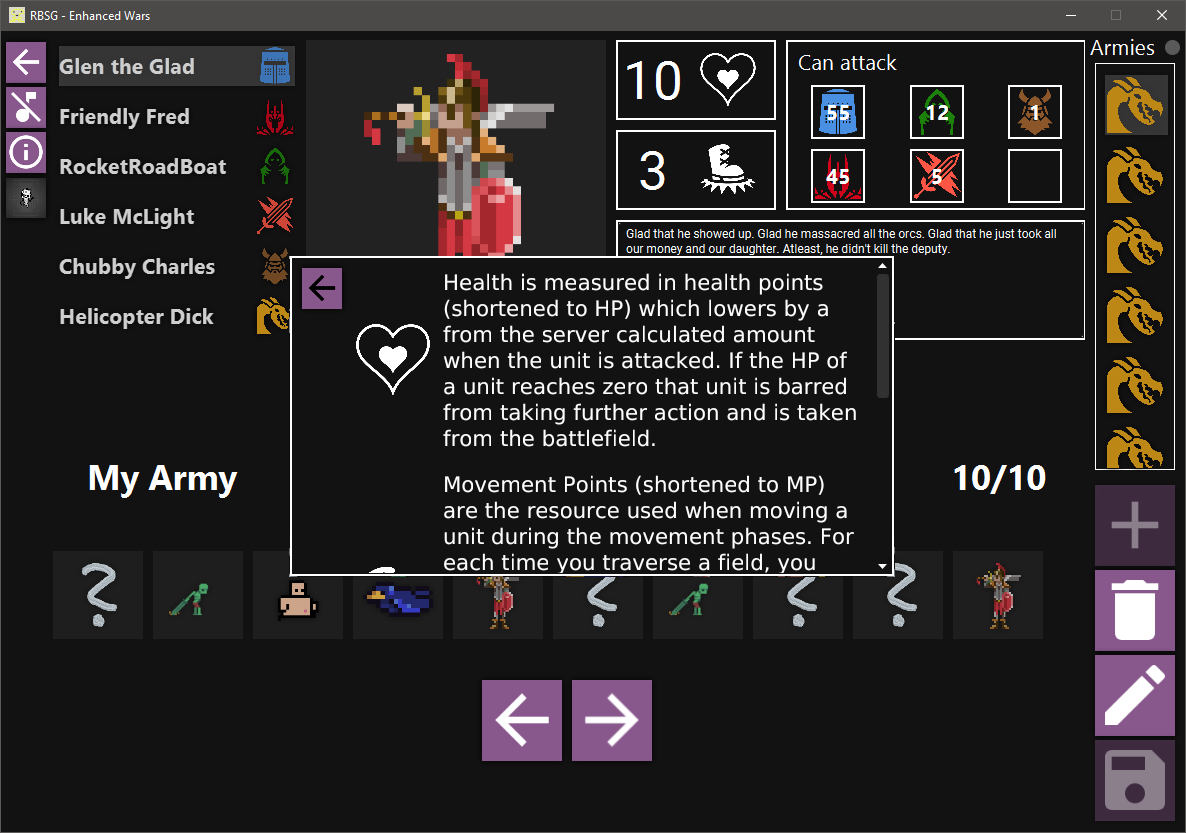 RBSG - Enhanced Wars
Glen the Glad
Friendly Fred
RocketRoadBoat
Luke McLight
Chubby Charles
Helicopter Dick
10
3
Can attack
55
12
1
45
5
Glad that he showed up. Glad he massacred all the orcs. Glad that he just took all
our money and our daughter. Atleast, he didn't kill the deputy.
Armies
Health is measured in health points
(shortened to HP) which lowers by a
from the server calculated amount
when the unit is attacked. If the HP of
a unit reaches zero that unit is barred
from taking further action and is taken
from the battlefield.
Movement Points (shortened to MP)
are the resource used when moving a
unit during the movement phases. For
each time you traverse a field, you
My Army
10/10